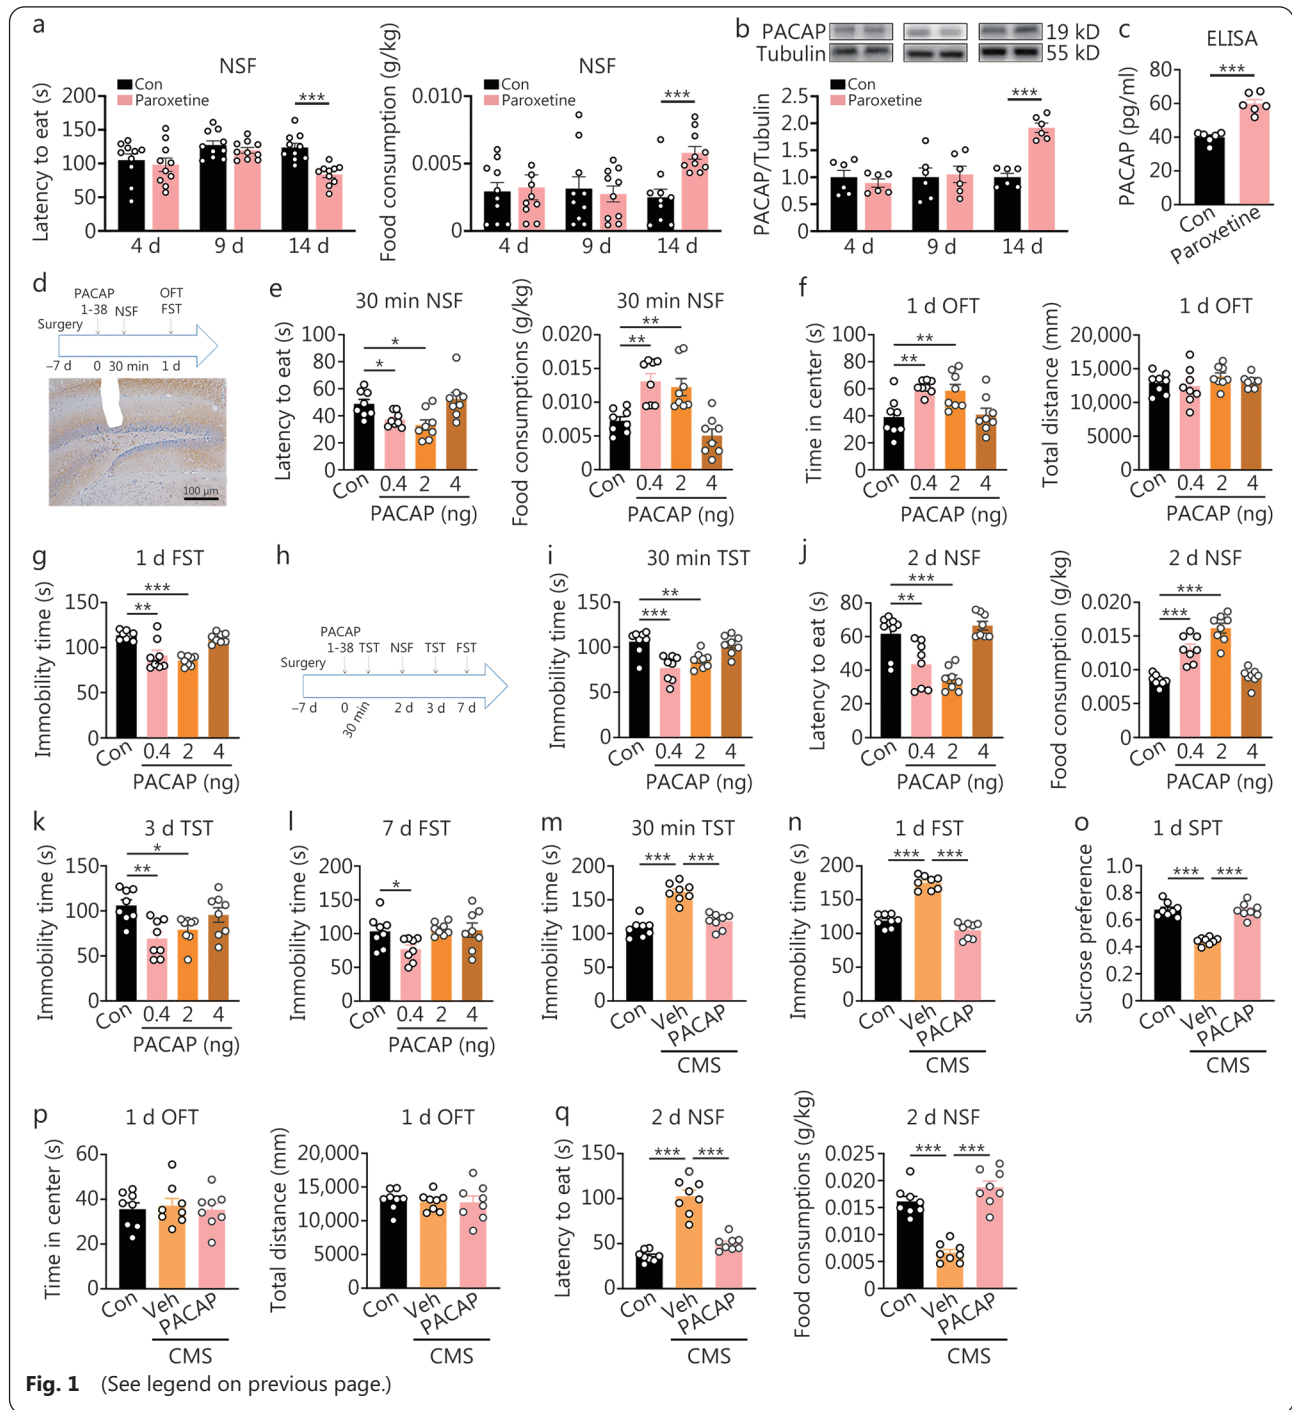 a
NSF
Con
Paroxetine
***
Latency to eat (s)
200
150
100
50
0
4 d 9 d 14 d
NSF
Con
Paroxetine
***
Food consumption (g/kg)
0.010
0.005
0
4 d 9 d 14 d
b
PACAP 19 kD
Tubulin 55 kD
Con
Paroxetine
***
PACAP/Tubulin
2.5
2.0
1.5
1.0
0.5
0
4 d 9 d 14 d
c
ELISA
***
PACAP (pg/ml)
80
60
40
20
0
Con
Paroxetine
d
PACAP OFT
1-38 NSF FST
Surgery
–7 d 0 30 min 1 d
100 μm
e
30 min NSF
*
*
Latency to eat (s)
100
80
60
40
20
0
Con 0.4 2 4
PACAP (ng)
30 min NSF
**
**
Food consumptions (g/kg)
0.020
0.015
0.010
0.005
0
Con 0.4 2 4
PACAP (ng)
f
1 d OFT
**
**
Time in center (s)
100
80
60
40
20
0
Con 0.4 2 4
PACAP (ng)
1 d OFT
Total distance (mm)
20,000
15,000
10,000
5000
0
Con 0.4 2 4
PACAP (ng)
g
1 d FST
***
**
Immobility time (s)
150
100
50
0
Con 0.4 2 4
PACAP (ng)
h
PACAP
1-38 TST NSF TST FST
Surgery
–7 d 0 30 min 2 d 3 d 7 d
i
30 min TST
**
***
Immobility time (s)
150
100
50
0
Con 0.4 2 4
PACAP (ng)
j
2 d NSF
***
**
Latency to eat (s)
80
60
40
20
0
Con 0.4 2 4
PACAP (ng)
2 d NSF
***
***
Food consumption (g/kg)
0.020
0.015
0.010
0.005
0
Con 0.4 2 4
PACAP (ng)
k
3 d TST
*
**
Immobility time (s)
150
100
50
0
Con 0.4 2 4
PACAP (ng)
l
7 d FST
*
Immobility time (s)
200
150
100
50
0
Con 0.4 2 4
PACAP (ng)
m
30 min TST
*** ***
Immobility time (s)
200
150
100
50
0
Con Veh PACAP
CMS
n
1 d FST
*** ***
Immobility time (s)
200
150
100
50
0
Con Veh PACAP
CMS
o
1 d SPT
*** ***
Sucrose preference
1.0
0.8
0.6
0.4
0.2
0
Con Veh PACAP
CMS
p
1 d OFT
Time in center (s)
60
40
20
0
Con Veh PACAP
CMS
1 d OFT
Total distance (mm)
20,000
15,000
10,000
5000
0
Con Veh PACAP
CMS
q
2 d NSF
*** ***
Latency to eat (s)
150
100
50
0
Con Veh PACAP
CMS
2 d NSF
*** ***
Food consumptions (g/kg)
0.025
0.020
0.015
0.010
0.005
0
Con Veh PACAP
CMS
Fig. 1 (See legend on previous page.)